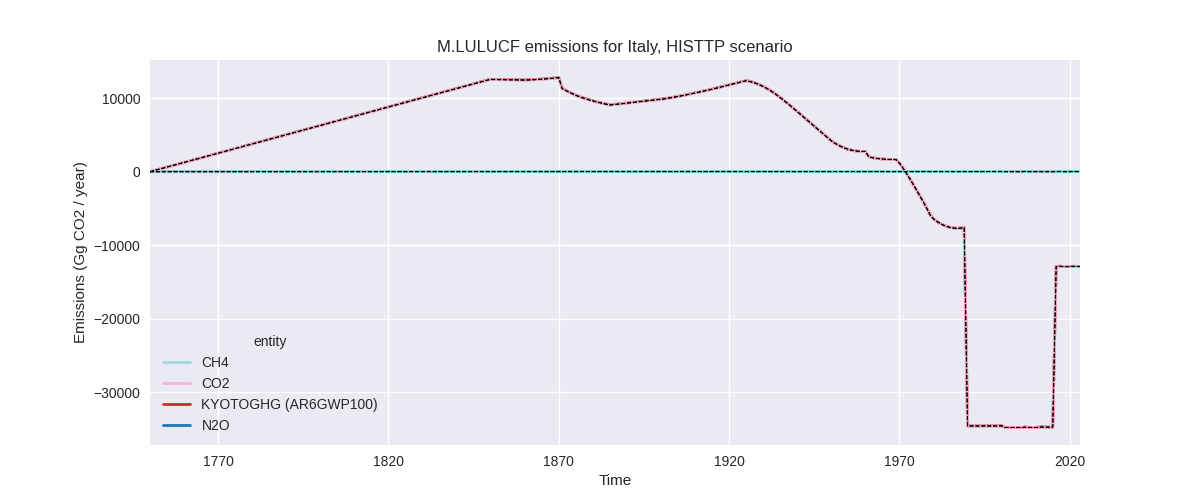 M.LULUCF emissions for Italy, HISTTP scenario
Emissions (Gg CO2 / year)
10000
0
−10000
−20000
−30000
entity
CH4
CO2
KYOTOGHG (AR6GWP100)
N2O
1770
1820
1870
1920
1970
2020
Time